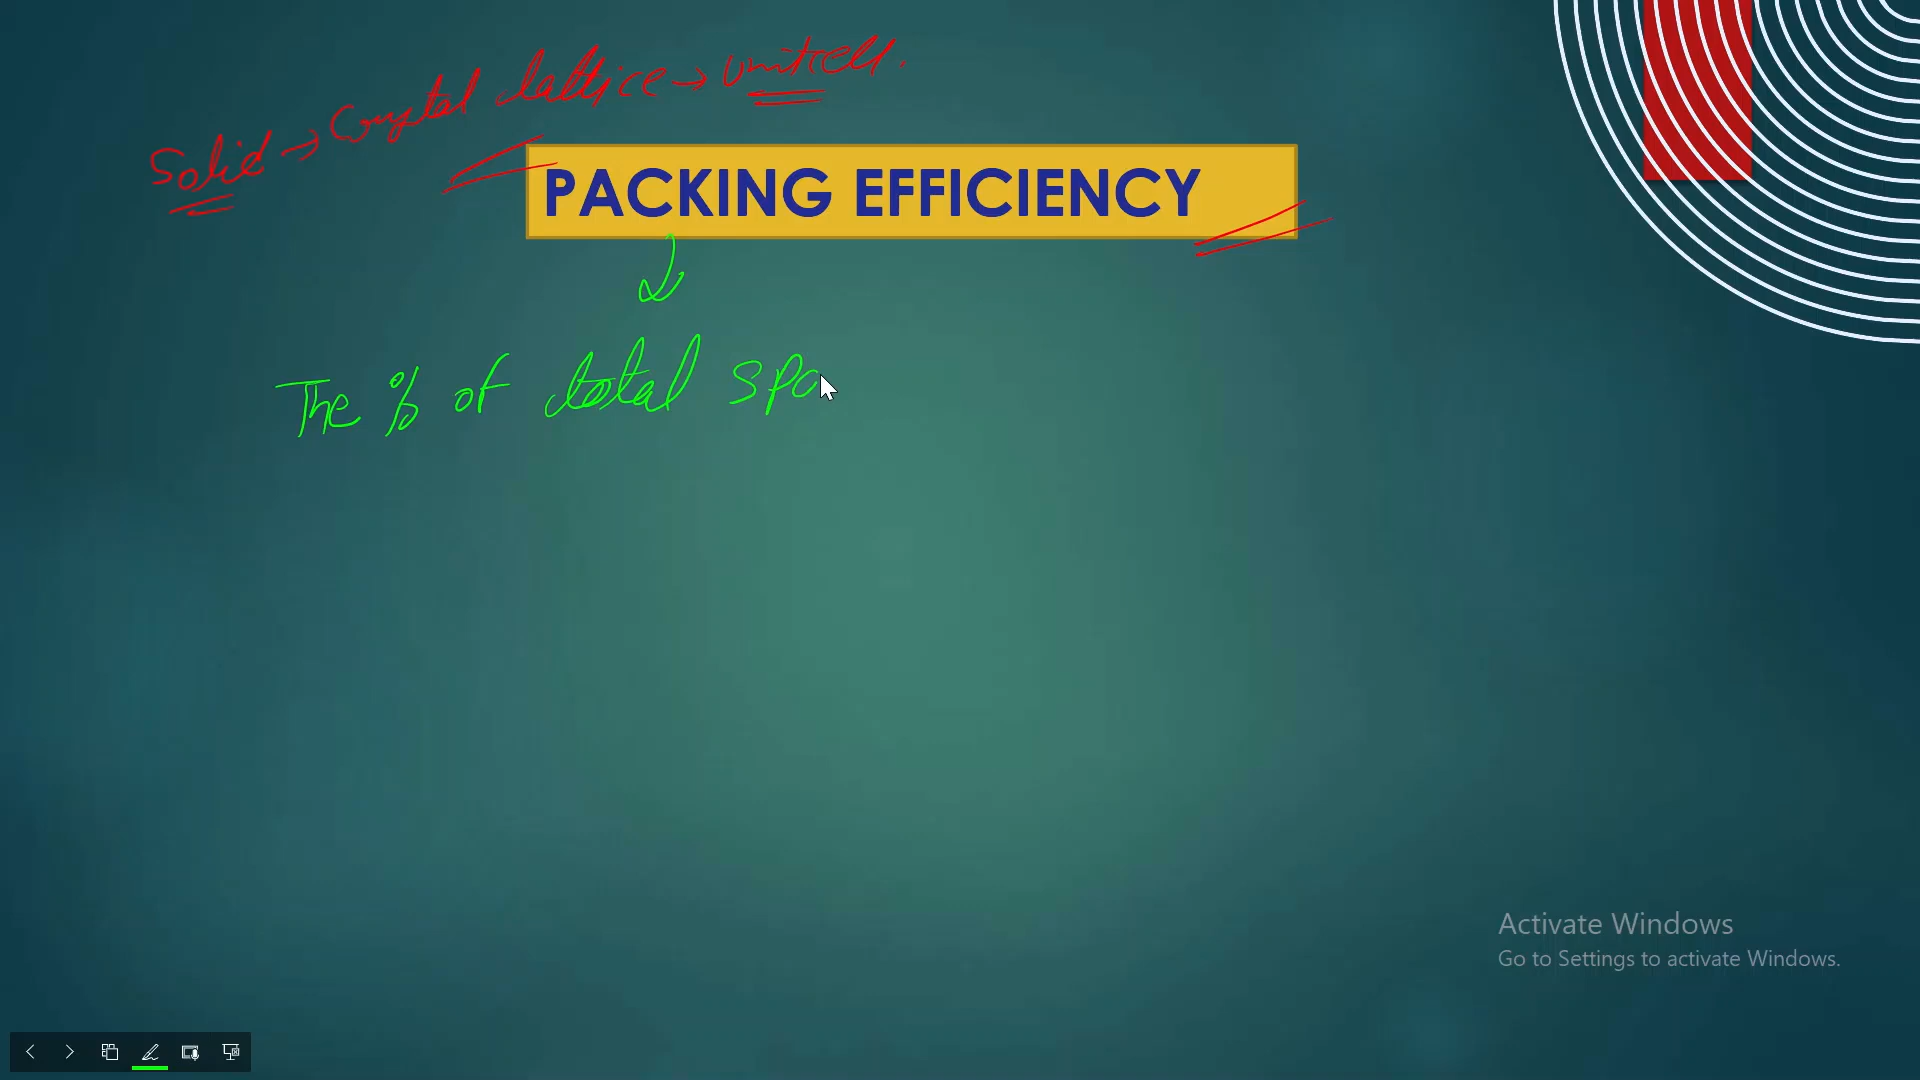 Solid → Crystal lattice → Unitcell.
PACKING EFFICIENCY
The % of total spa
Activate Windows
Go to Settings to activate Windows.